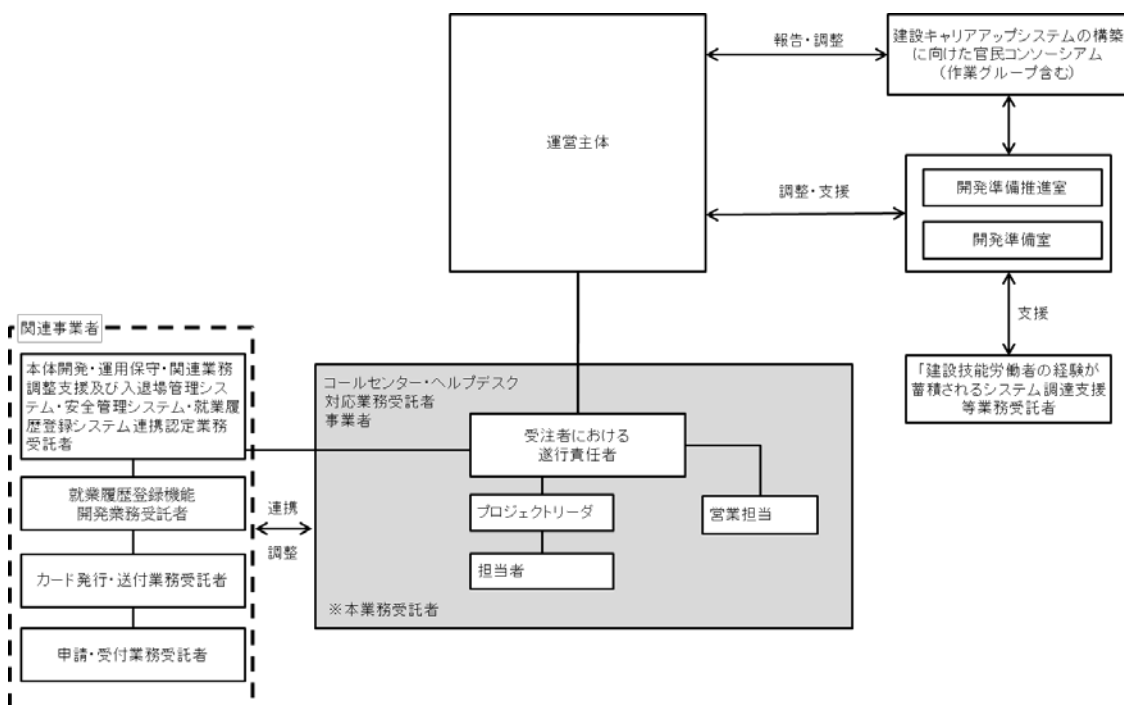 報告・調整
建設キャリアアップシステムの構築
に向けた官民コンソーシアム
（作業グループ含む）
運営主体
調整・支援
開発準備推進室
開発準備室
支援
「建設技能労働者の経験が
蓄積されるシステム調達支援
等業務受託者
関連事業者
本体開発・運用保守・関連業務
調整支援及び入退場管理シス
テム・安全管理システム・就業履
歴登録システム連携認定業務
受託者
就業履歴登録機能
開発業務受託者
カード発行・送付業務受託者
申請・受付業務受託者
連携
調整
コールセンター・ヘルプデスク
対応業務受託者
事業者
受注者における
遂行責任者
プロジェクトリーダ
営業担当
担当者
※本業務受託者